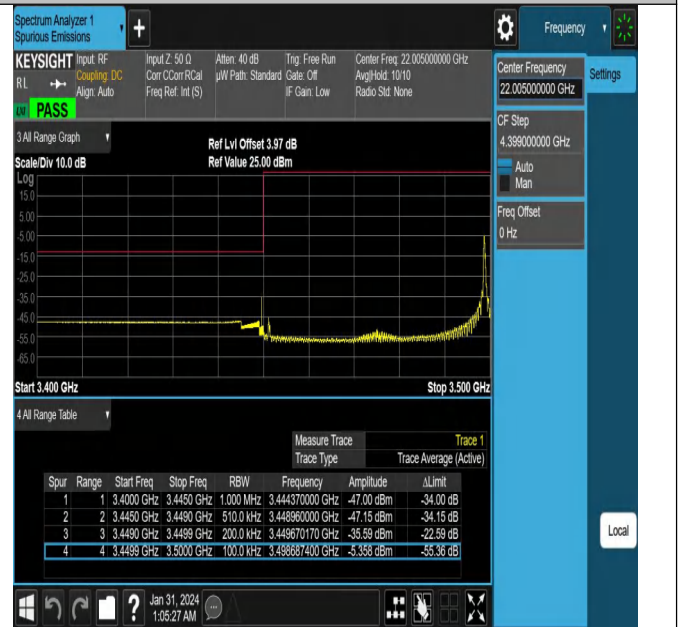 Spectrum Analyzer 1
Spurious Emissions
+
Frequency
KEYSIGHT
Input: RF
Coupling: DC
Align: Auto
Input Z: 50 Ω
Corr CCorr RCal
Freq Ref: Int (S)
Atten: 40 dB
µW Path: Standard
Trig: Free Run
Gate: Off
IF Gain: Low
Center Freq: 22.005000000 GHz
Avg|Hold: 10/10
Radio Std: None
RL
PASS
Center Frequency
22.005000000 GHz
Settings
CF Step
4.399000000 GHz
Auto
Man
Freq Offset
0 Hz
3 All Range Graph
Scale/Div 10.0 dB
Ref Lvl Offset 3.97 dB
Ref Value 25.00 dBm
Log
15.0
5.00
-5.00
-15.0
-25.0
-35.0
-45.0
-55.0
-65.0
Start 3.400 GHz
Stop 3.500 GHz
4 All Range Table
Measure Trace Trace 1
Trace Type Trace Average (Active)
Spur Range Start Freq Stop Freq RBW Frequency Amplitude ΔLimit
1 1 3.4000 GHz 3.4450 GHz 1.000 MHz 3.444370000 GHz -47.00 dBm -34.00 dB
2 2 3.4450 GHz 3.4490 GHz 510.0 kHz 3.448960000 GHz -47.15 dBm -34.15 dB
3 3 3.4490 GHz 3.4499 GHz 200.0 kHz 3.449670170 GHz -35.59 dBm -22.59 dB
4 4 3.4499 GHz 3.5000 GHz 100.0 kHz 3.498687400 GHz -5.358 dBm -55.36 dB
Local
?
Jan 31, 2024
1:05:27 AM